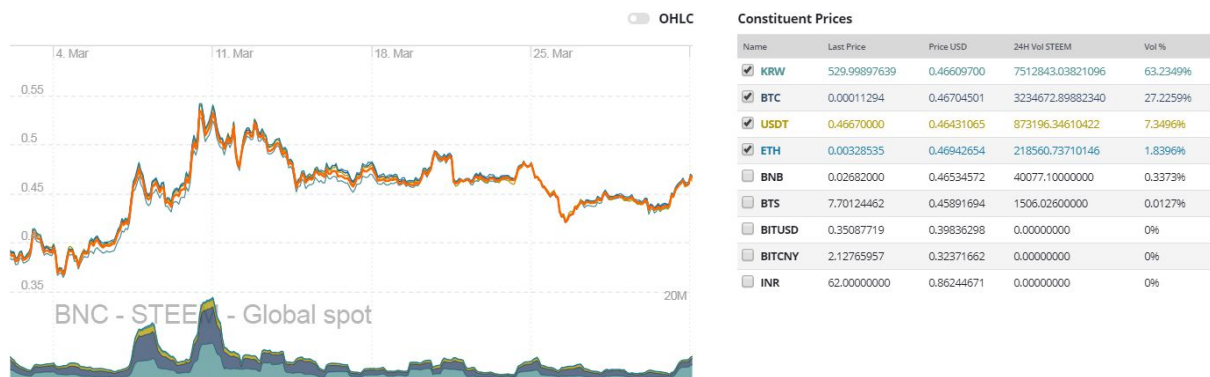 OHLC
Constituent Prices
4. Mar 11. Mar 18. Mar 25. Mar
0.55
0.5
0.45
0.35
20M
BNC - STEEM - Global spot
Name Last Price Price USD 24H Vol STEEM Vol %
KRW 529.99897639 0.46609700 7512843.03821096 63.2349%
BTC 0.00011294 0.46704501 3234672.89882340 27.2259%
USDT 0.46670000 0.46431065 873196.34610422 7.3496%
ETH 0.00328535 0.46942654 218560.73710146 1.8396%
BNB 0.02682000 0.46534572 40077.10000000 0.3373%
BTS 7.70124462 0.45891694 1506.02600000 0.0127%
BITUSD 0.35087719 0.39836298 0.00000000 0%
BITCNY 2.12765957 0.32371662 0.00000000 0%
INR 62.00000000 0.86244671 0.00000000 0%